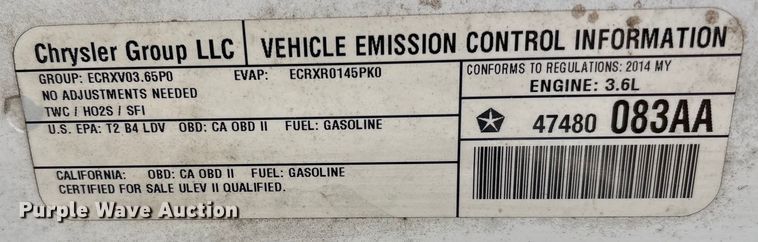 Chrysler Group LLC
VEHICLE EMISSION CONTROL INFORMATION
GROUP: ECRXV03.65P0 EVAP: ECRXR0145PK0
NO ADJUSTMENTS NEEDED
TWC / HO2S / SFI
CONFORMS TO REGULATIONS: 2014 MY
ENGINE: 3.6L
U.S. EPA: T2 B4 LDV OBD: CA OBD II FUEL: GASOLINE
47480 083AA
CALIFORNIA: OBD: CA OBD II FUEL: GASOLINE
CERTIFIED FOR SALE ULEV II QUALIFIED.
Purple Wave Auction